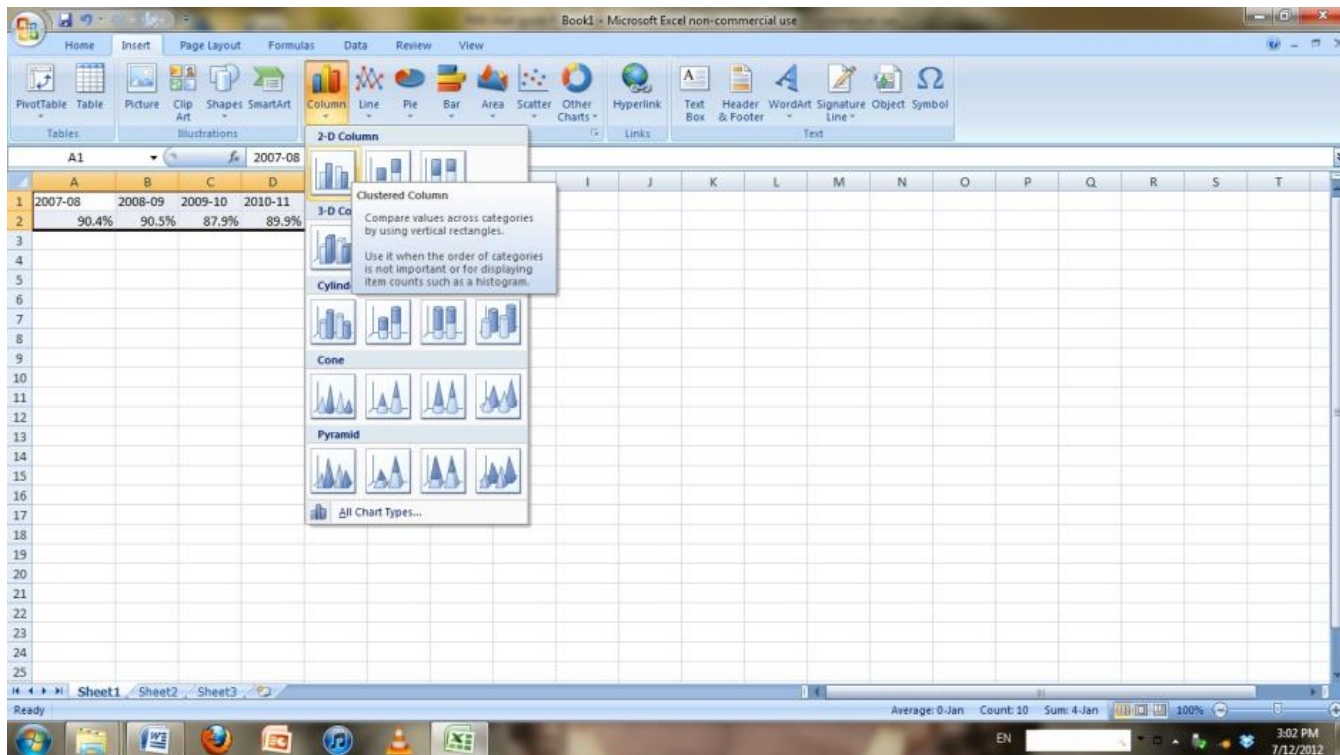 Book1 - Microsoft Excel non-commercial use
Home Insert Page Layout Formulas Data Review View
PivotTable Table Picture Clip Art Shapes SmartArt Column Line Pie Bar Area Scatter Other Charts Hyperlink Text Box Header & Footer WordArt Signature Line Object Symbol
Tables Illustrations Links Text
A1 fx 2007-08
2-D Column
A B C D I J K L M N O P Q R S T
1 2007-08 2008-09 2009-10 2010-11
2 90.4% 90.5% 87.9% 89.9%
Clustered Column
Compare values across categories
by using vertical rectangles.
Use it when the order of categories
is not important or for displaying
item counts such as a histogram.
3-D Co
Cylind
Cone
Pyramid
All Chart Types...
3
4
5
6
7
8
9
10
11
12
13
14
15
16
17
18
19
20
21
22
23
24
25
Sheet1 Sheet2 Sheet3
Ready Average: 0-Jan Count: 10 Sum: 4-Jan 100%
EN 3:02 PM
7/12/2012